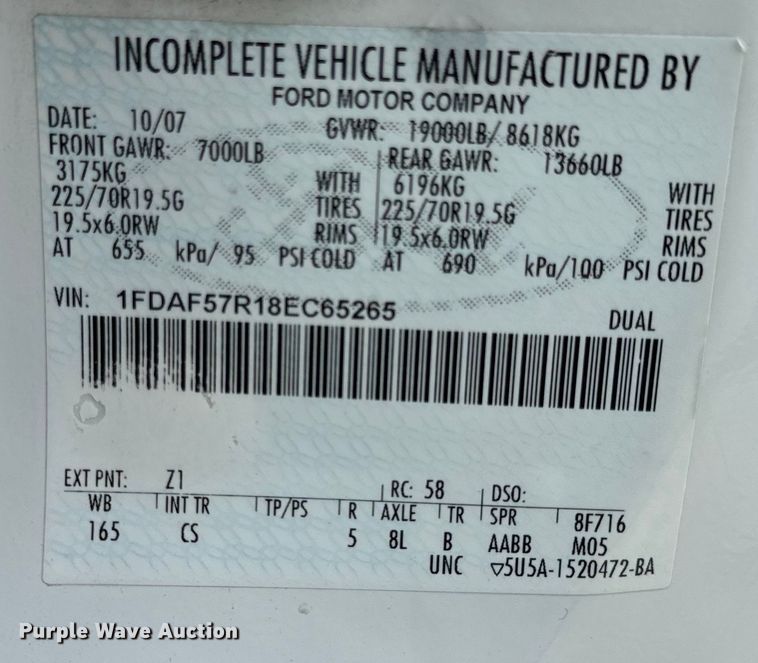 INCOMPLETE VEHICLE MANUFACTURED BY
FORD MOTOR COMPANY
DATE: 10/07 GVWR: 19000LB/ 8618KG
FRONT GAWR: 7000LB REAR GAWR: 13660LB
3175KG WITH 6196KG WITH
225/70R19.5G TIRES 225/70R19.5G TIRES
19.5x6.0RW RIMS 19.5x6.0RW RIMS
AT 655 kPa/ 95 PSI COLD AT 690 kPa/100 PSI COLD
VIN: 1FDAF57R18EC65265
DUAL
EXT PNT: Z1 RC: 58 DSO:
WB INT TR TP/PS R AXLE TR SPR 8F716
165 CS 5 8L B AABB M05
UNC ▽5U5A-1520472-BA
Purple Wave Auction